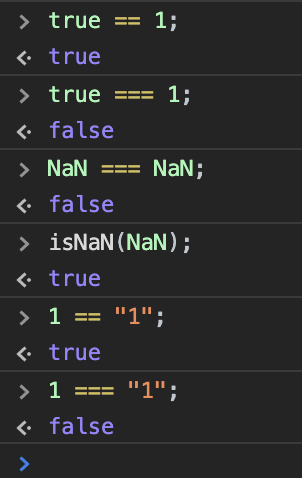 true == 1;
true
true === 1;
false
NaN === NaN;
false
isNaN(NaN);
true
1 == "1";
true
1 === "1";
false